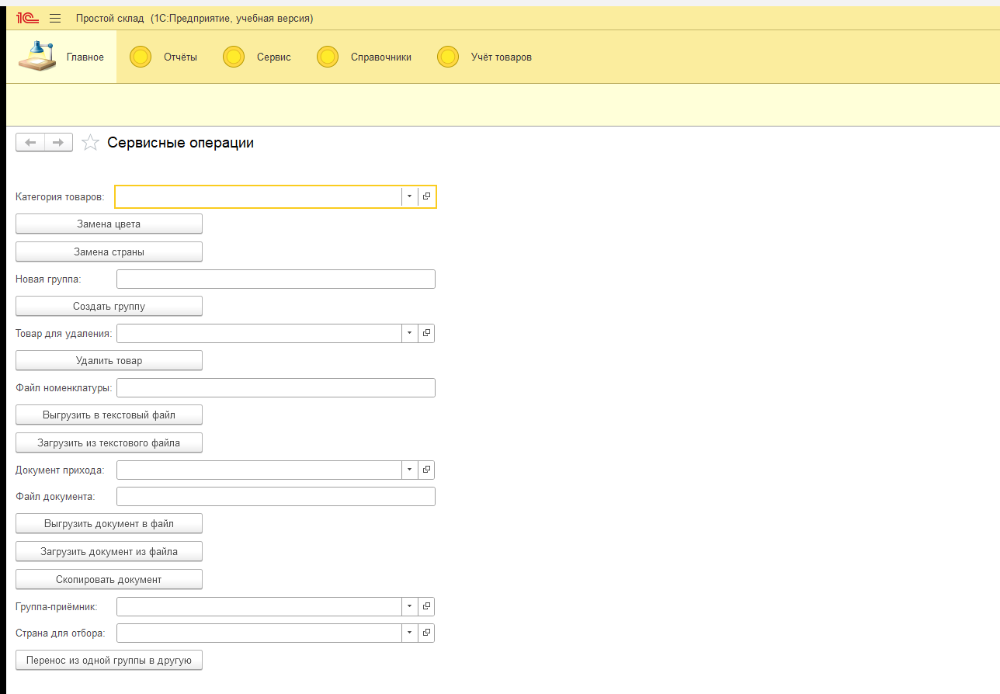 1С Простой склад (1С:Предприятие, учебная версия)
Главное Отчёты Сервис Справочники Учёт товаров
Сервисные операции
Категория товаров:
Замена цвета
Замена страны
Новая группа:
Создать группу
Товар для удаления:
Удалить товар
Файл номенклатуры:
Выгрузить в текстовый файл
Загрузить из текстового файла
Документ прихода:
Файл документа:
Выгрузить документ в файл
Загрузить документ из файла
Скопировать документ
Группа-приёмник:
Страна для отбора:
Перенос из одной группы в другую